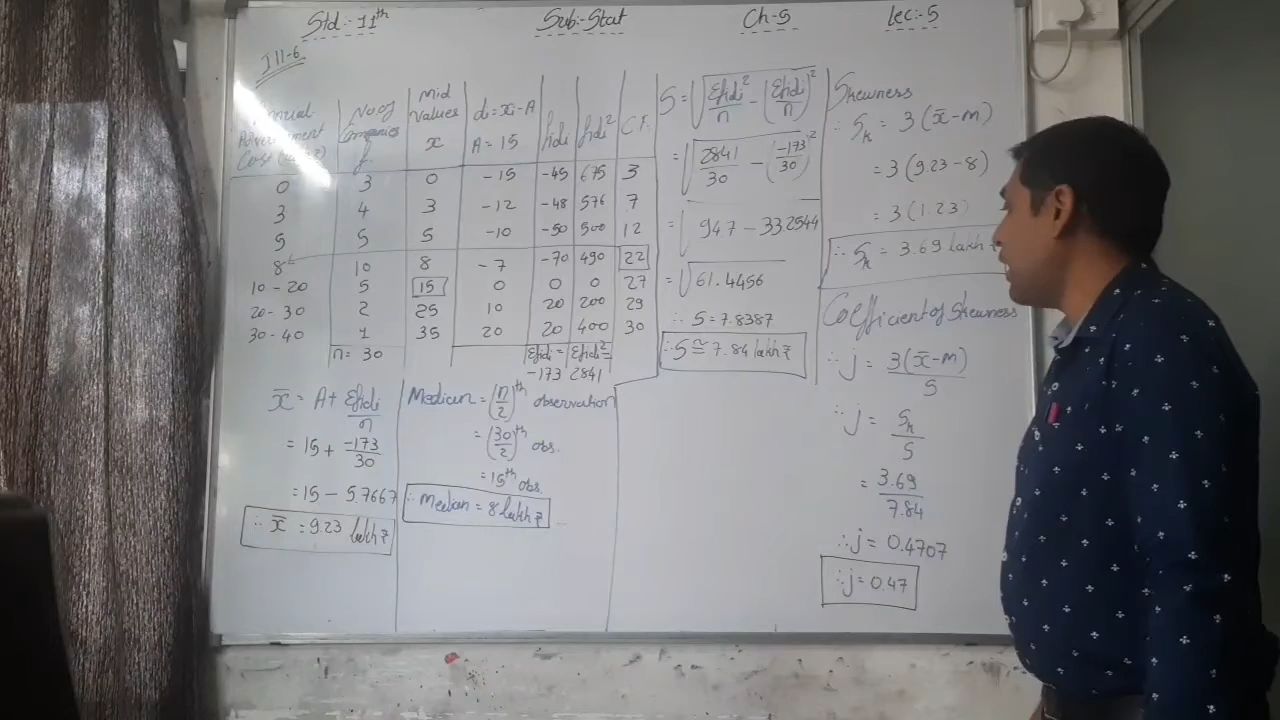 Std:- 11th Sub:- Stat Ch-5 Lec:- 5
I 11-6
Annual Advertisement Cost No of Companies f Mid Values x di = xi - A A = 15 fidi fidi² C.F.
0 3 0 -15 -45 675 3
3 4 3 -12 -48 576 7
5 5 5 -10 -50 500 12
8 10 8 -7 -70 490 22
10 - 20 5 15 0 0 0 27
20 - 30 2 25 10 20 200 29
30 - 40 1 35 20 20 400 30
n = 30 Σfidi = -173 Σfidi² = 2841
x̄ = A + Σfidi/n
= 15 + -173/30
= 15 - 5.7667
∴ x̄ = 9.23 lakh ₹
Median = (n/2)th observation
= (30/2)th obs.
= 15th obs.
∴ Median = 8 lakh ₹
S = √(Σfidi²/n - (Σfidi/n)²)
= √(2841/30 - (-173/30)²)
= √(94.7 - 33.2544)
= √61.4456
∴ S = 7.8387
∴ S ≅ 7.84 lakh ₹
Skewness
∴ Sk = 3(x̄ - m)
= 3(9.23 - 8)
= 3(1.23)
∴ Sk = 3.69 lakh ₹
Coefficient of Skewness
∴ j = 3(x̄ - m)/S
∴ j = Sk/S
= 3.69/7.84
∴ j = 0.4707
∴ j = 0.47